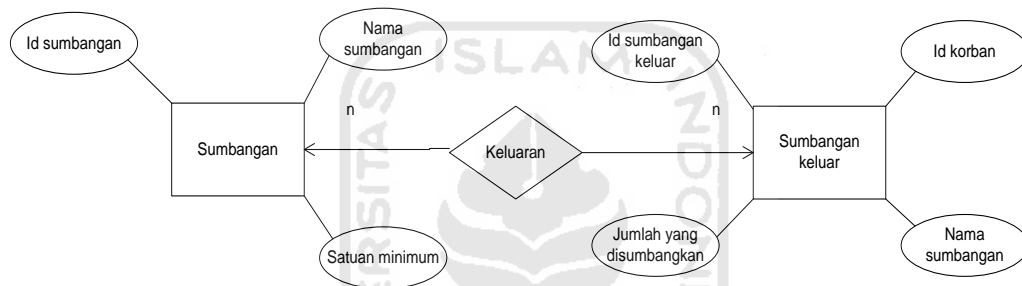 Id sumbangan
Nama
sumbangan
Id sumbangan
keluar
Id korban
ISLAM
n
n
Sumbangan
Keluaran
Sumbangan
keluar
Satuan minimum
Jumlah yang
disumbangkan
Nama
sumbangan